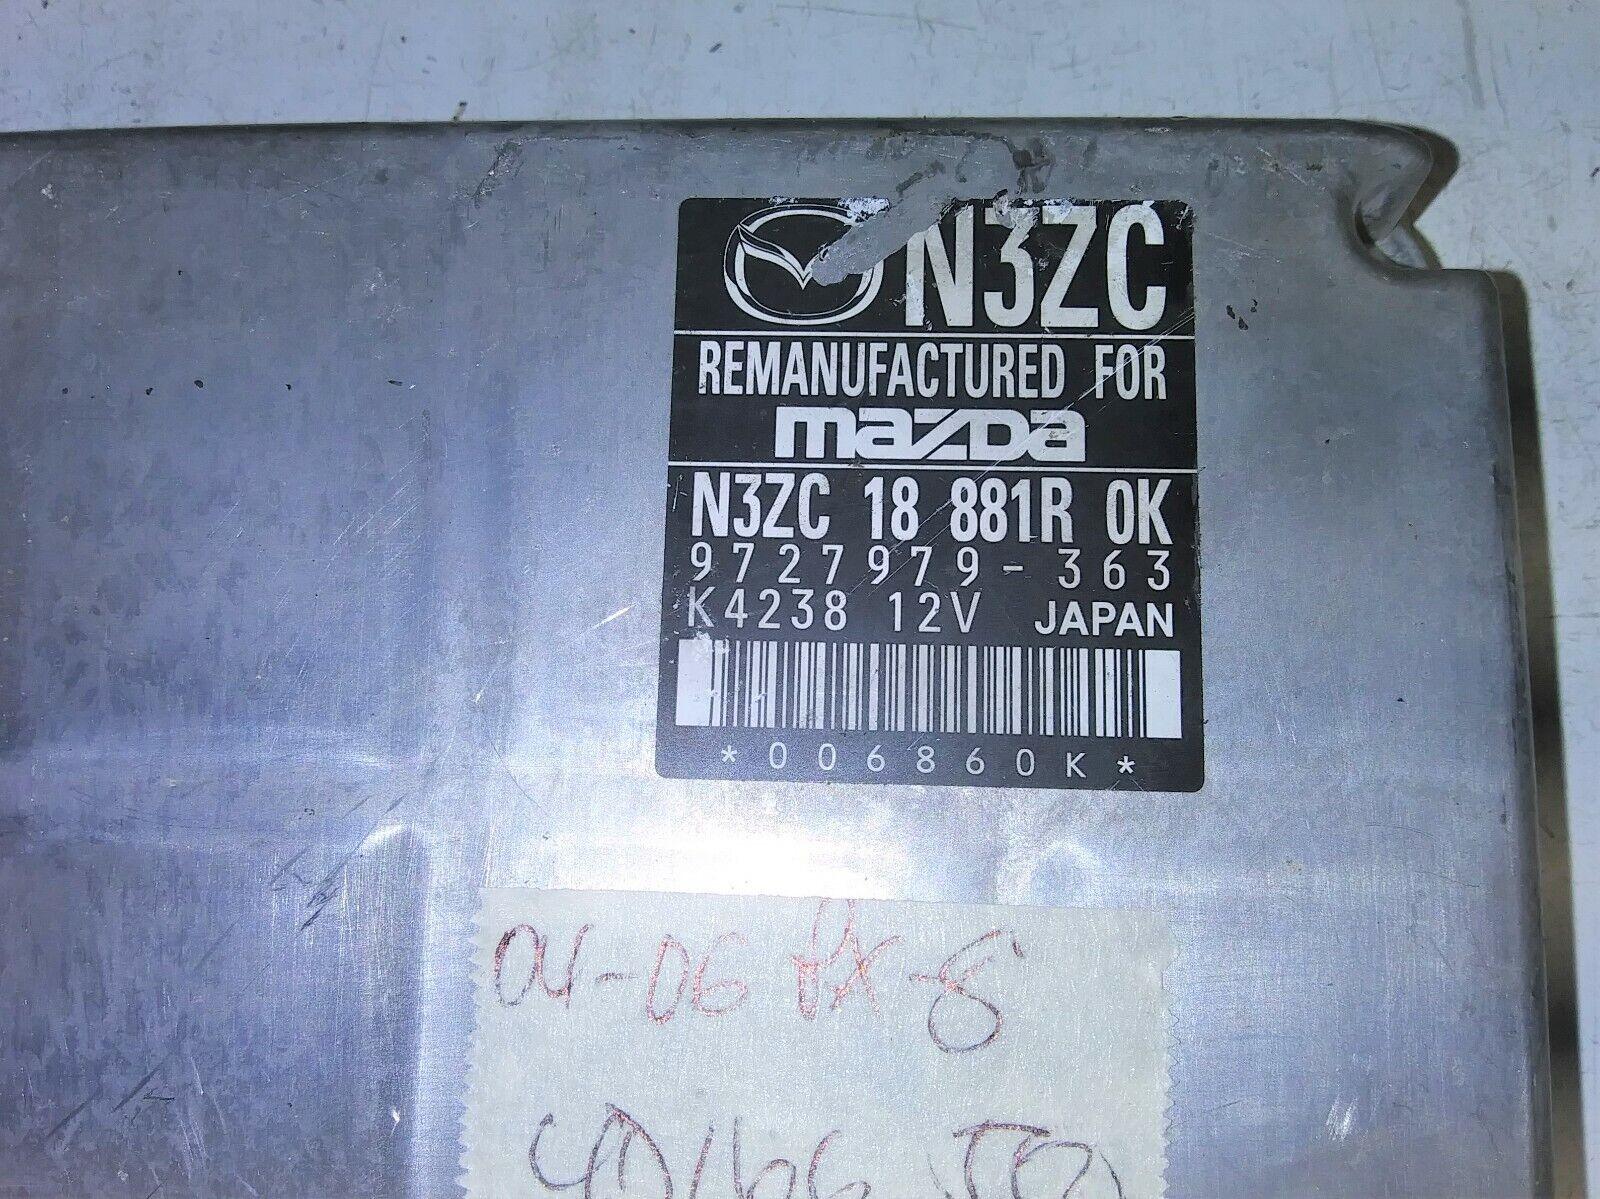 N3ZC
REMANUFACTURED FOR
mazDa
N3ZC 18 881R 0K
9727979-363
K4238 12V JAPAN
*006860K*
04-06 RX-8